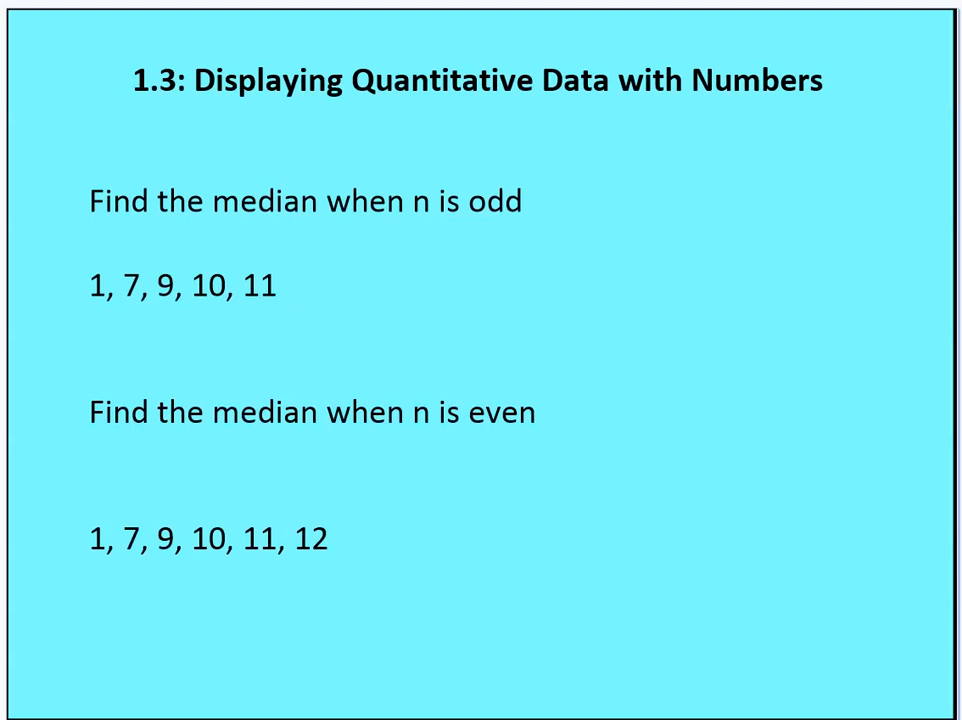 1.3: Displaying Quantitative Data with Numbers
Find the median when n is odd
1, 7, 9, 10, 11
Find the median when n is even
1, 7, 9, 10, 11, 12